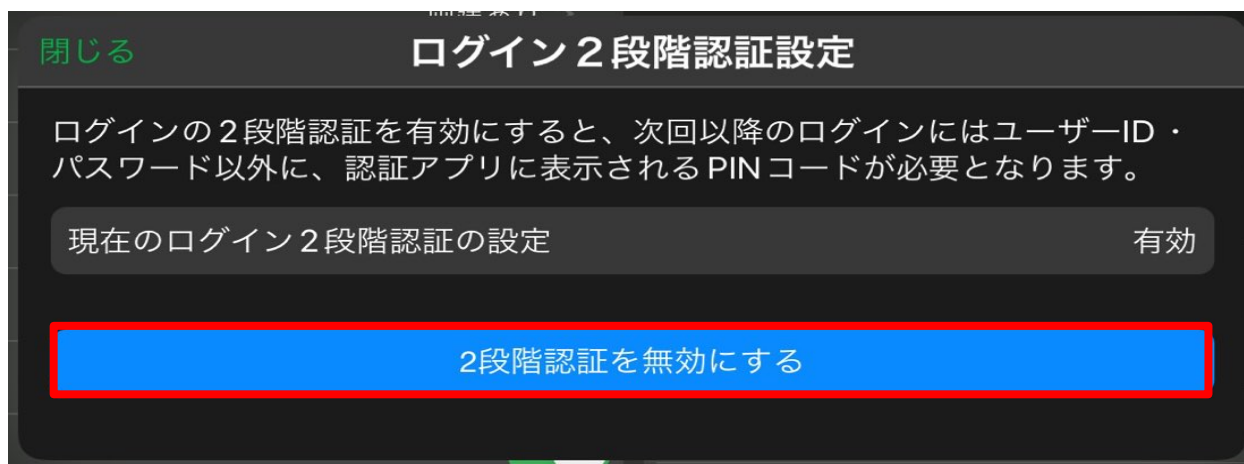 閉じる
ログイン２段階認証設定
ログインの２段階認証を有効にすると、次回以降のログインにはユーザーID・
パスワード以外に、認証アプリに表示されるPINコードが必要となります。
現在のログイン２段階認証の設定
有効
2段階認証を無効にする